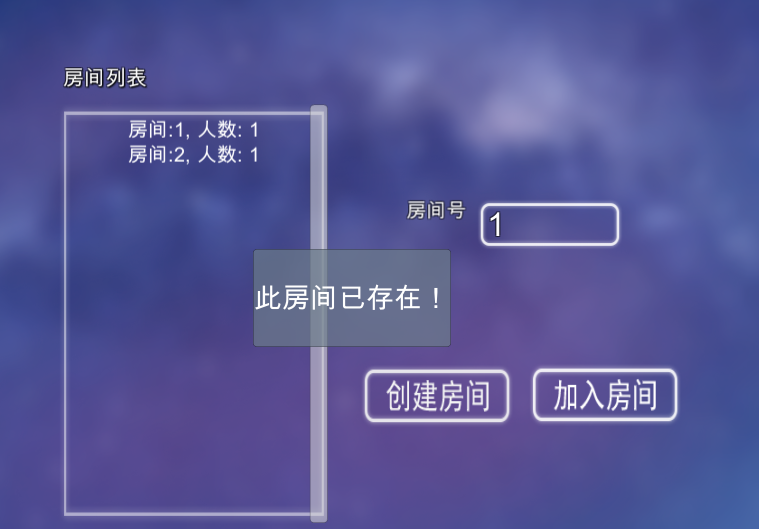 房间列表
房间:1, 人数: 1
房间:2, 人数: 1
房间号
1
此房间已存在！
创建房间
加入房间